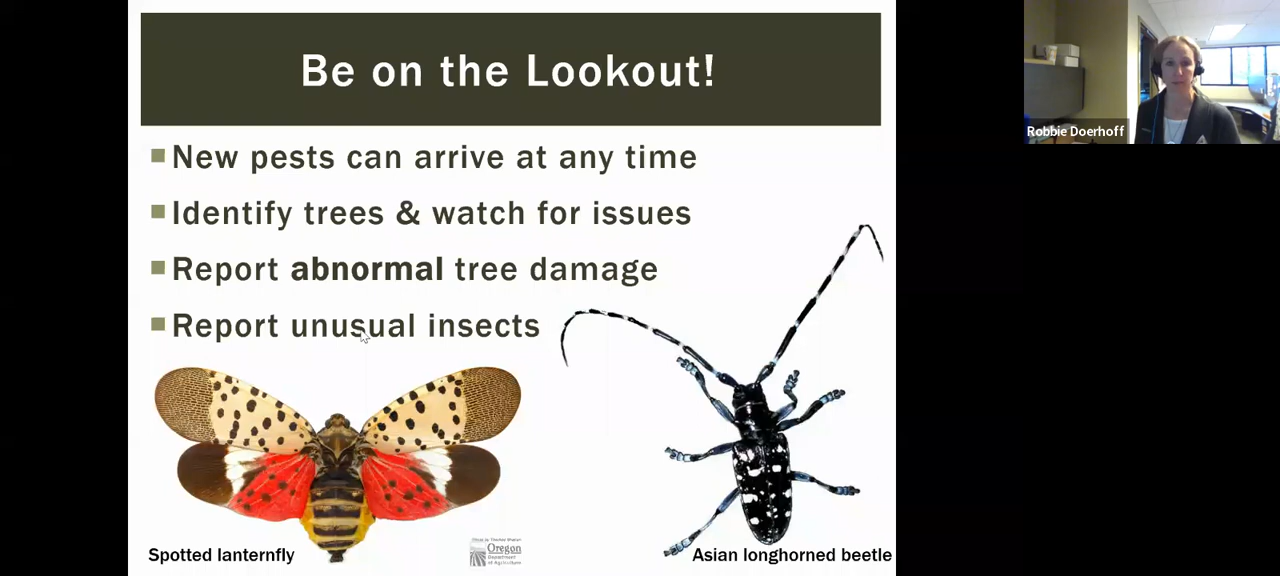 Be on the Lookout!
New pests can arrive at any time
Identify trees & watch for issues
Report abnormal tree damage
Report unusual insects
Spotted lanternfly
Oregon
Department
of Agriculture
Asian longhorned beetle
Robbie Doerhoff